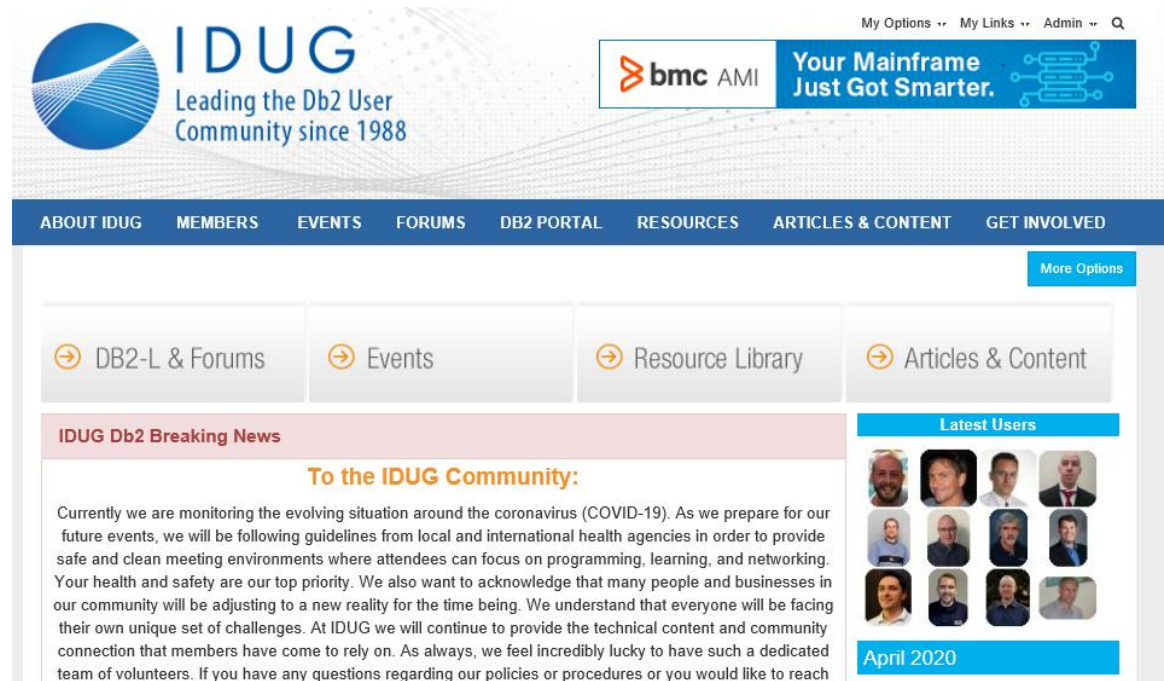 My Options My Links Admin
IDUG
Leading the Db2 User
Community since 1988
bmc AMI
Your Mainframe
Just Got Smarter.
ABOUT IDUG MEMBERS EVENTS FORUMS DB2 PORTAL RESOURCES ARTICLES & CONTENT GET INVOLVED
More Options
DB2-L & Forums Events Resource Library Articles & Content
IDUG Db2 Breaking News
Latest Users
To the IDUG Community:
Currently we are monitoring the evolving situation around the coronavirus (COVID-19). As we prepare for our
future events, we will be following guidelines from local and international health agencies in order to provide
safe and clean meeting environments where attendees can focus on programming, learning, and networking.
Your health and safety are our top priority. We also want to acknowledge that many people and businesses in
our community will be adjusting to a new reality for the time being. We understand that everyone will be facing
their own unique set of challenges. At IDUG we will continue to provide the technical content and community
connection that members have come to rely on. As always, we feel incredibly lucky to have such a dedicated
team of volunteers. If you have any questions regarding our policies or procedures or you would like to reach
April 2020